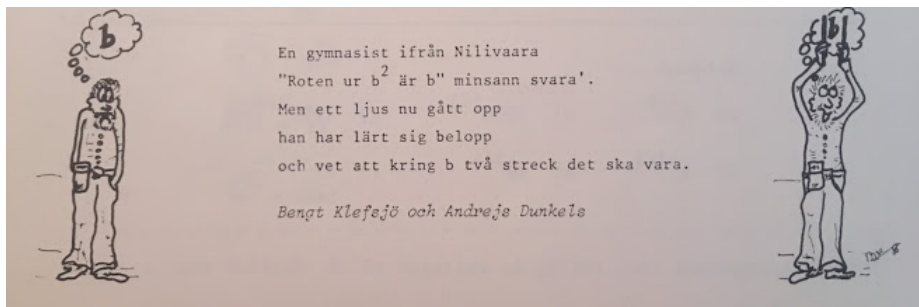 b
|b|
En gymnasist ifrån Nilivaara
"Roten ur b² är b" minsann svara'.
Men ett ljus nu gått opp
han har lärt sig belopp
och vet att kring b två streck det ska vara.
Bengt Klefsjö och Andrejs Dunkels